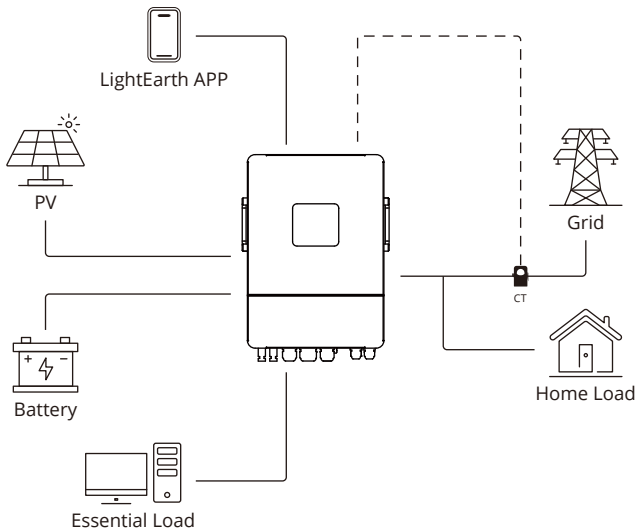 LightEarth APP
PV
Grid
CT
Battery
Home Load
Essential Load